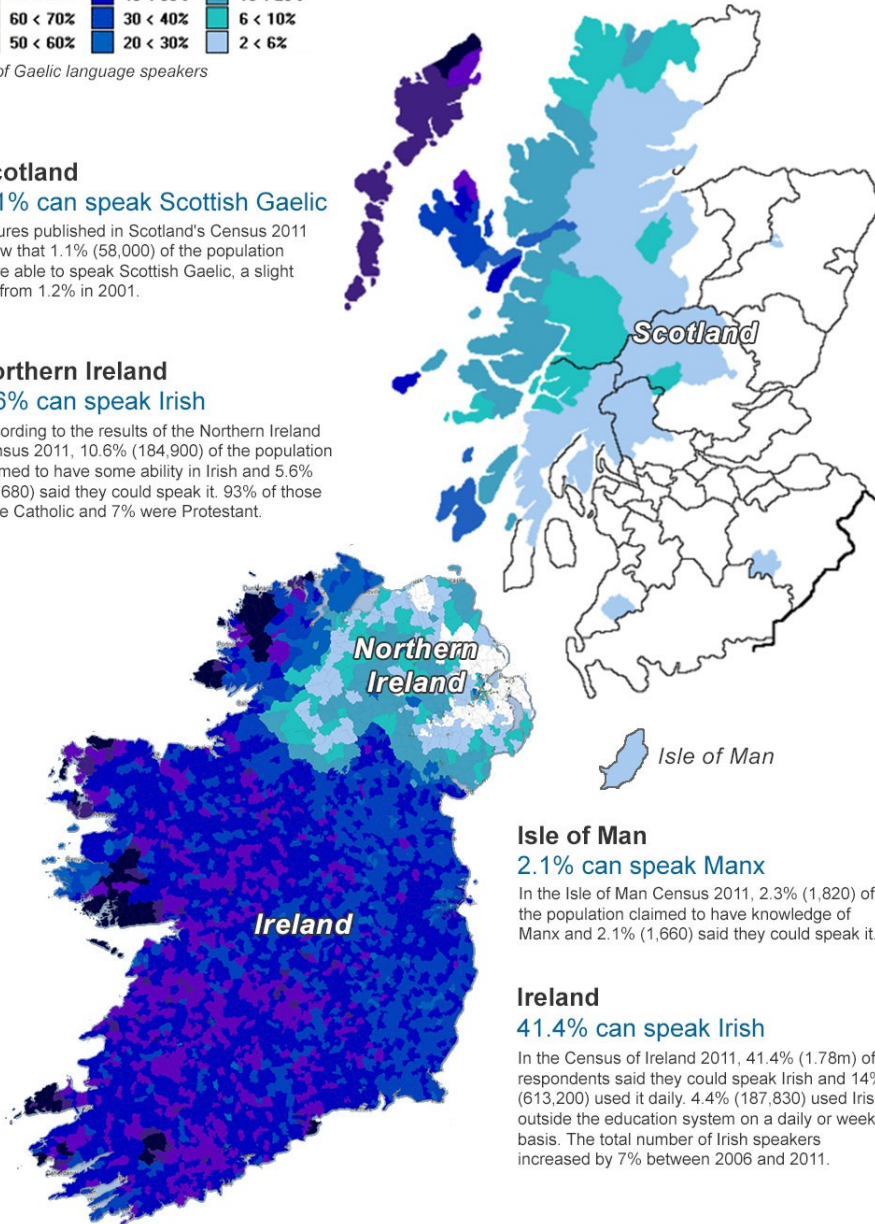 60 < 70% 30 < 40% 6 < 10%
50 < 60% 20 < 30% 2 < 6%
of Gaelic language speakers
cotland
1% can speak Scottish Gaelic
ures published in Scotland's Census 2011
w that 1.1% (58,000) of the population
e able to speak Scottish Gaelic, a slight
from 1.2% in 2001.
Scotland
orthern Ireland
6% can speak Irish
cording to the results of the Northern Ireland
nsus 2011, 10.6% (184,900) of the population
med to have some ability in Irish and 5.6%
680) said they could speak it. 93% of those
e Catholic and 7% were Protestant.
Northern
Ireland
Isle of Man
Ireland
Isle of Man
2.1% can speak Manx
In the Isle of Man Census 2011, 2.3% (1,820) of
the population claimed to have knowledge of
Manx and 2.1% (1,660) said they could speak it.
Ireland
41.4% can speak Irish
In the Census of Ireland 2011, 41.4% (1.78m) of
respondents said they could speak Irish and 14%
(613,200) used it daily. 4.4% (187,830) used Iris
outside the education system on a daily or week
basis. The total number of Irish speakers
increased by 7% between 2006 and 2011.